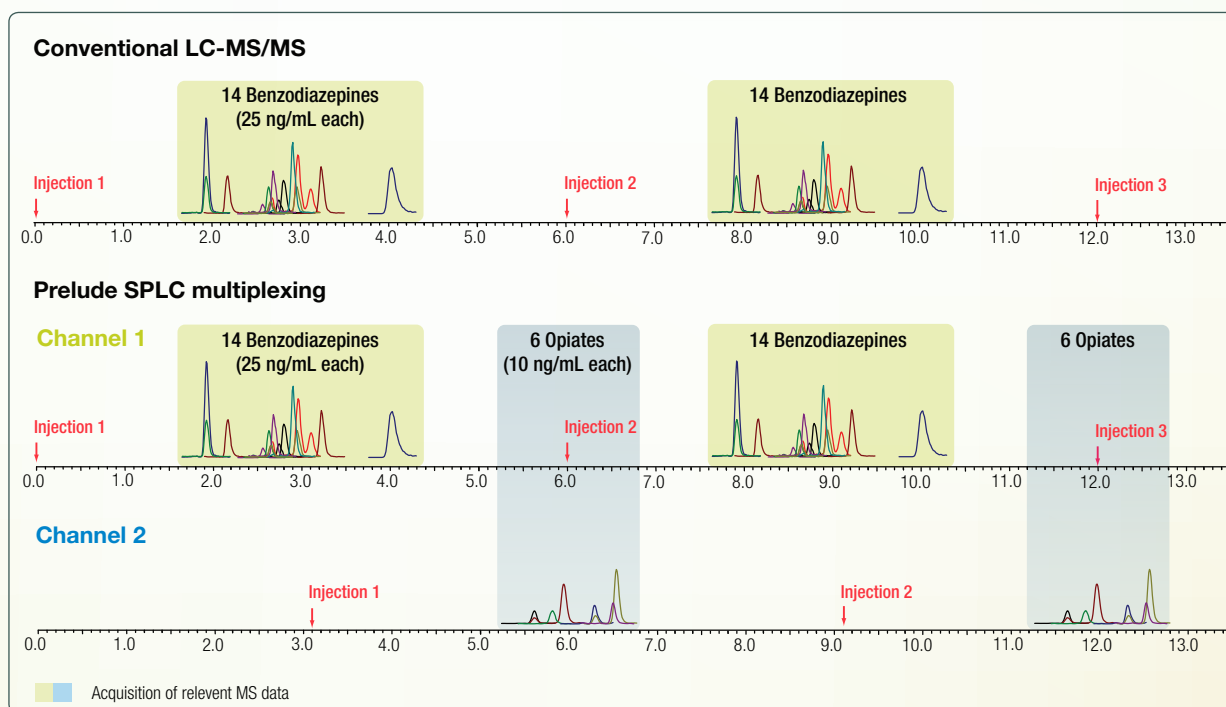 Conventional LC-MS/MS
14 Benzodiazepines
(25 ng/mL each)
14 Benzodiazepines
Injection 1
Injection 2
Injection 3
0.0 1.0 2.0 3.0 4.0 5.0 6.0 7.0 8.0 9.0 10.0 11.0 12.0 13.0
Prelude SPLC multiplexing
Channel 1
14 Benzodiazepines
(25 ng/mL each)
6 Opiates
(10 ng/mL each)
14 Benzodiazepines
6 Opiates
Injection 1
Injection 2
Injection 3
0.0 1.0 2.0 3.0 4.0 5.0 6.0 7.0 8.0 9.0 10.0 11.0 12.0 13.0
Channel 2
Injection 1
Injection 2
0.0 1.0 2.0 3.0 4.0 5.0 6.0 7.0 8.0 9.0 10.0 11.0 12.0 13.0
Acquisition of relevent MS data